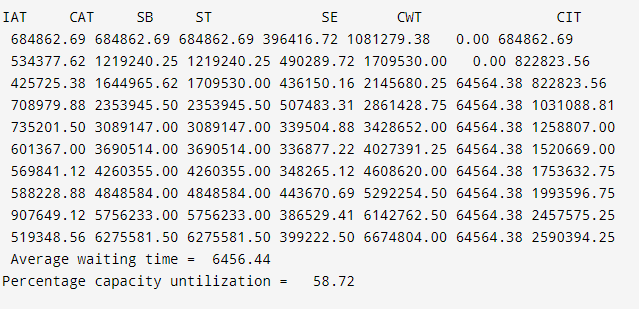 IAT CAT SB ST SE CWT CIT
684862.69 684862.69 684862.69 396416.72 1081279.38 0.00 684862.69
534377.62 1219240.25 1219240.25 490289.72 1709530.00 0.00 822823.56
425725.38 1644965.62 1709530.00 436150.16 2145680.25 64564.38 822823.56
708979.88 2353945.50 2353945.50 507483.31 2861428.75 64564.38 1031088.81
735201.50 3089147.00 3089147.00 339504.88 3428652.00 64564.38 1258807.00
601367.00 3690514.00 3690514.00 336877.22 4027391.25 64564.38 1520669.00
569841.12 4260355.00 4260355.00 348265.12 4608620.00 64564.38 1753632.75
588228.88 4848584.00 4848584.00 443670.69 5292254.50 64564.38 1993596.75
907649.12 5756233.00 5756233.00 386529.41 6142762.50 64564.38 2457575.25
519348.56 6275581.50 6275581.50 399222.50 6674804.00 64564.38 2590394.25
Average waiting time = 6456.44
Percentage capacity untilization = 58.72